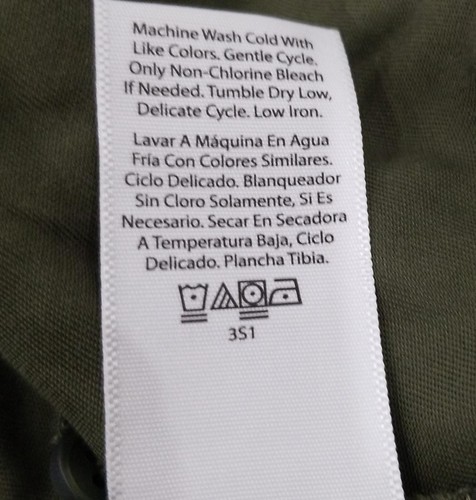 Machine Wash Cold With
Like Colors. Gentle Cycle.
Only Non-Chlorine Bleach
If Needed. Tumble Dry Low,
Delicate Cycle. Low Iron.
Lavar A Máquina En Agua
Fría Con Colores Similares.
Ciclo Delicado. Blanqueador
Sin Cloro Solamente, Si Es
Necesario. Secar En Secadora
A Temperatura Baja, Ciclo
Delicado. Plancha Tibia.
3S1